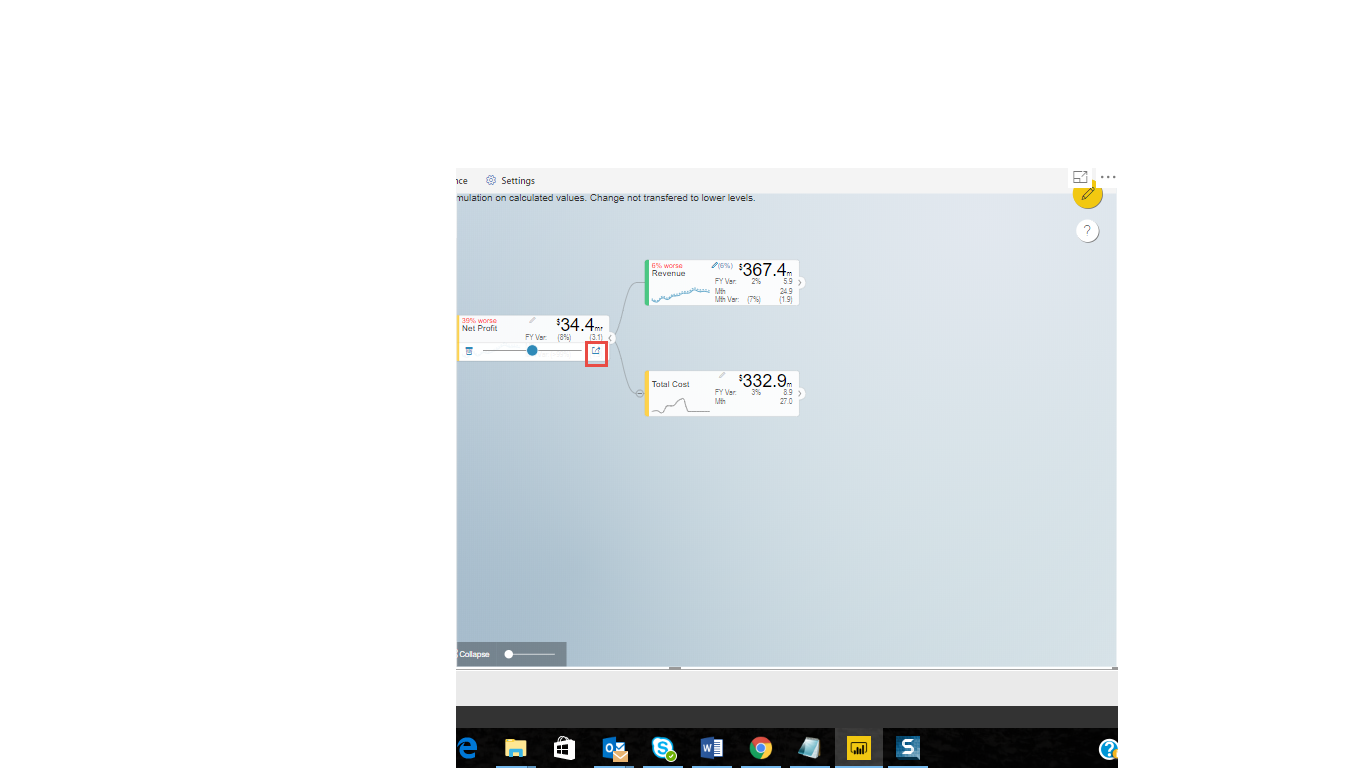 nce Settings
mulation on calculated values. Change not transfered to lower levels.
?
6% worse (6%) $367.4m
Revenue
FY Var: 2% 5.9
Mth 24.9
Mth Var: (7%) (1.9)
39% worse $34.4m
Net Profit
FY Var: (8%) (3.1)
Total Cost $332.9m
FY Var: 3% 8.9
Mth 27.0
Collapse